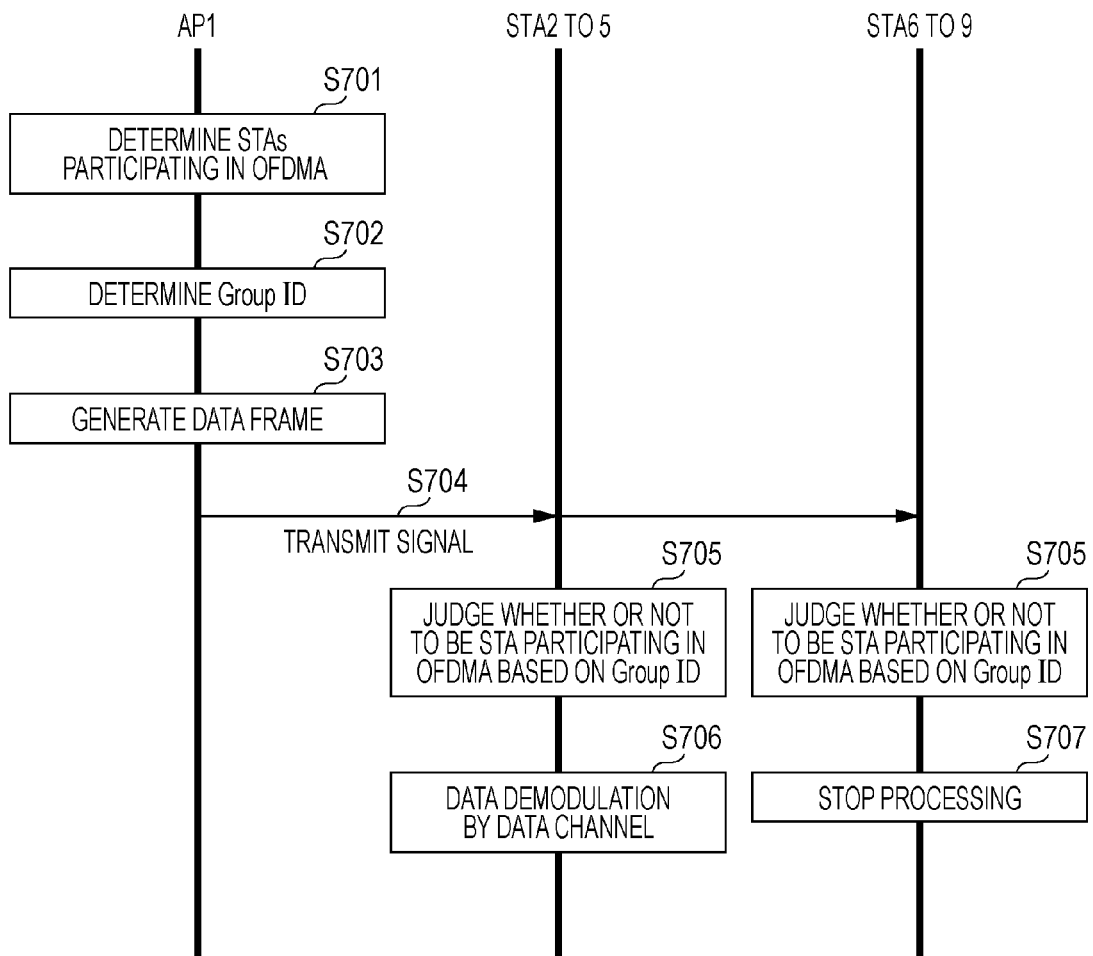 AP1
STA2 TO 5
STA6 TO 9
S701
DETERMINE STAs
PARTICIPATING IN OFDMA
S702
DETERMINE Group ID
S703
GENERATE DATA FRAME
S704
TRANSMIT SIGNAL
S705
JUDGE WHETHER OR NOT
TO BE STA PARTICIPATING IN
OFDMA BASED ON Group ID
S705
JUDGE WHETHER OR NOT
TO BE STA PARTICIPATING IN
OFDMA BASED ON Group ID
S706
DATA DEMODULATION
BY DATA CHANNEL
S707
STOP PROCESSING